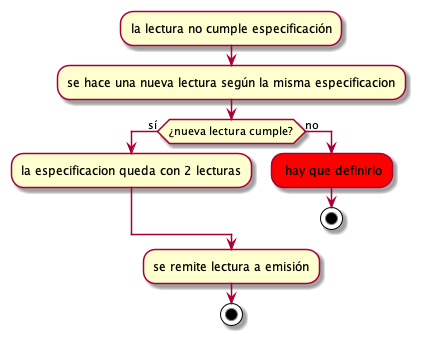 la lectura no cumple especificación
se hace una nueva lectura según la misma especificacion
¿nueva lectura cumple?
sí
no
la especificacion queda con 2 lecturas
hay que definirlo
se remite lectura a emisión